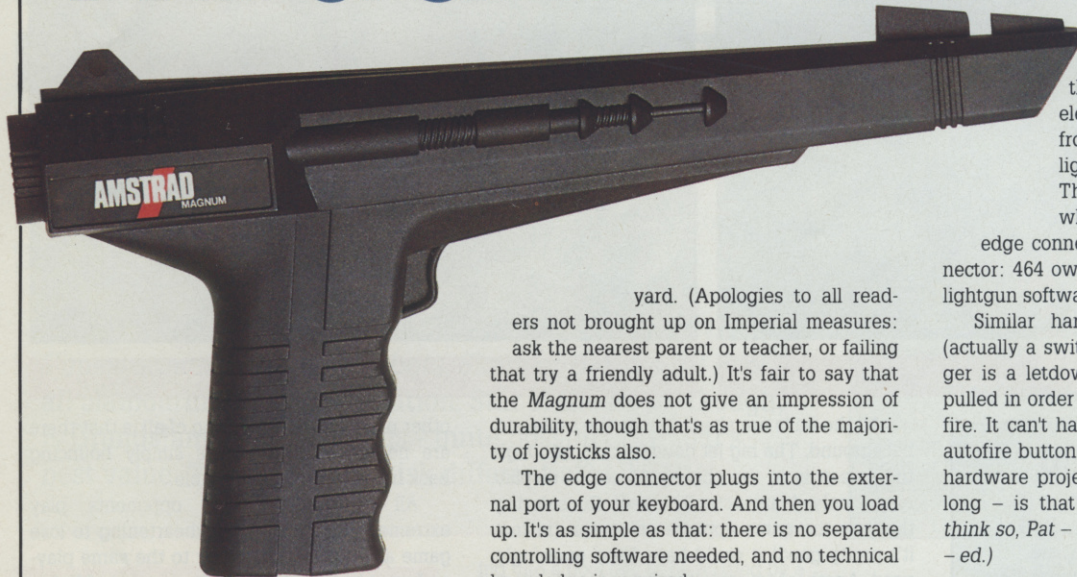 AMSTRAD
MAGNUM
yard. (Apologies to all read-
ers not brought up on Imperial measures:
ask the nearest parent or teacher, or failing
that try a friendly adult.) It's fair to say that
the Magnum does not give an impression of
durability, though that's as true of the majori-
ty of joysticks also.
The edge connector plugs into the exter-
nal port of your keyboard. And then you load
up. It's as simple as that: there is no separate
controlling software needed, and no technical
edge conne
nector: 464 ow
lightgun softwa
Similar har
(actually a swit
ger is a letdow
pulled in order
fire. It can't ha
autofire button
hardware proje
long – is that
think so, Pat –
– ed.)